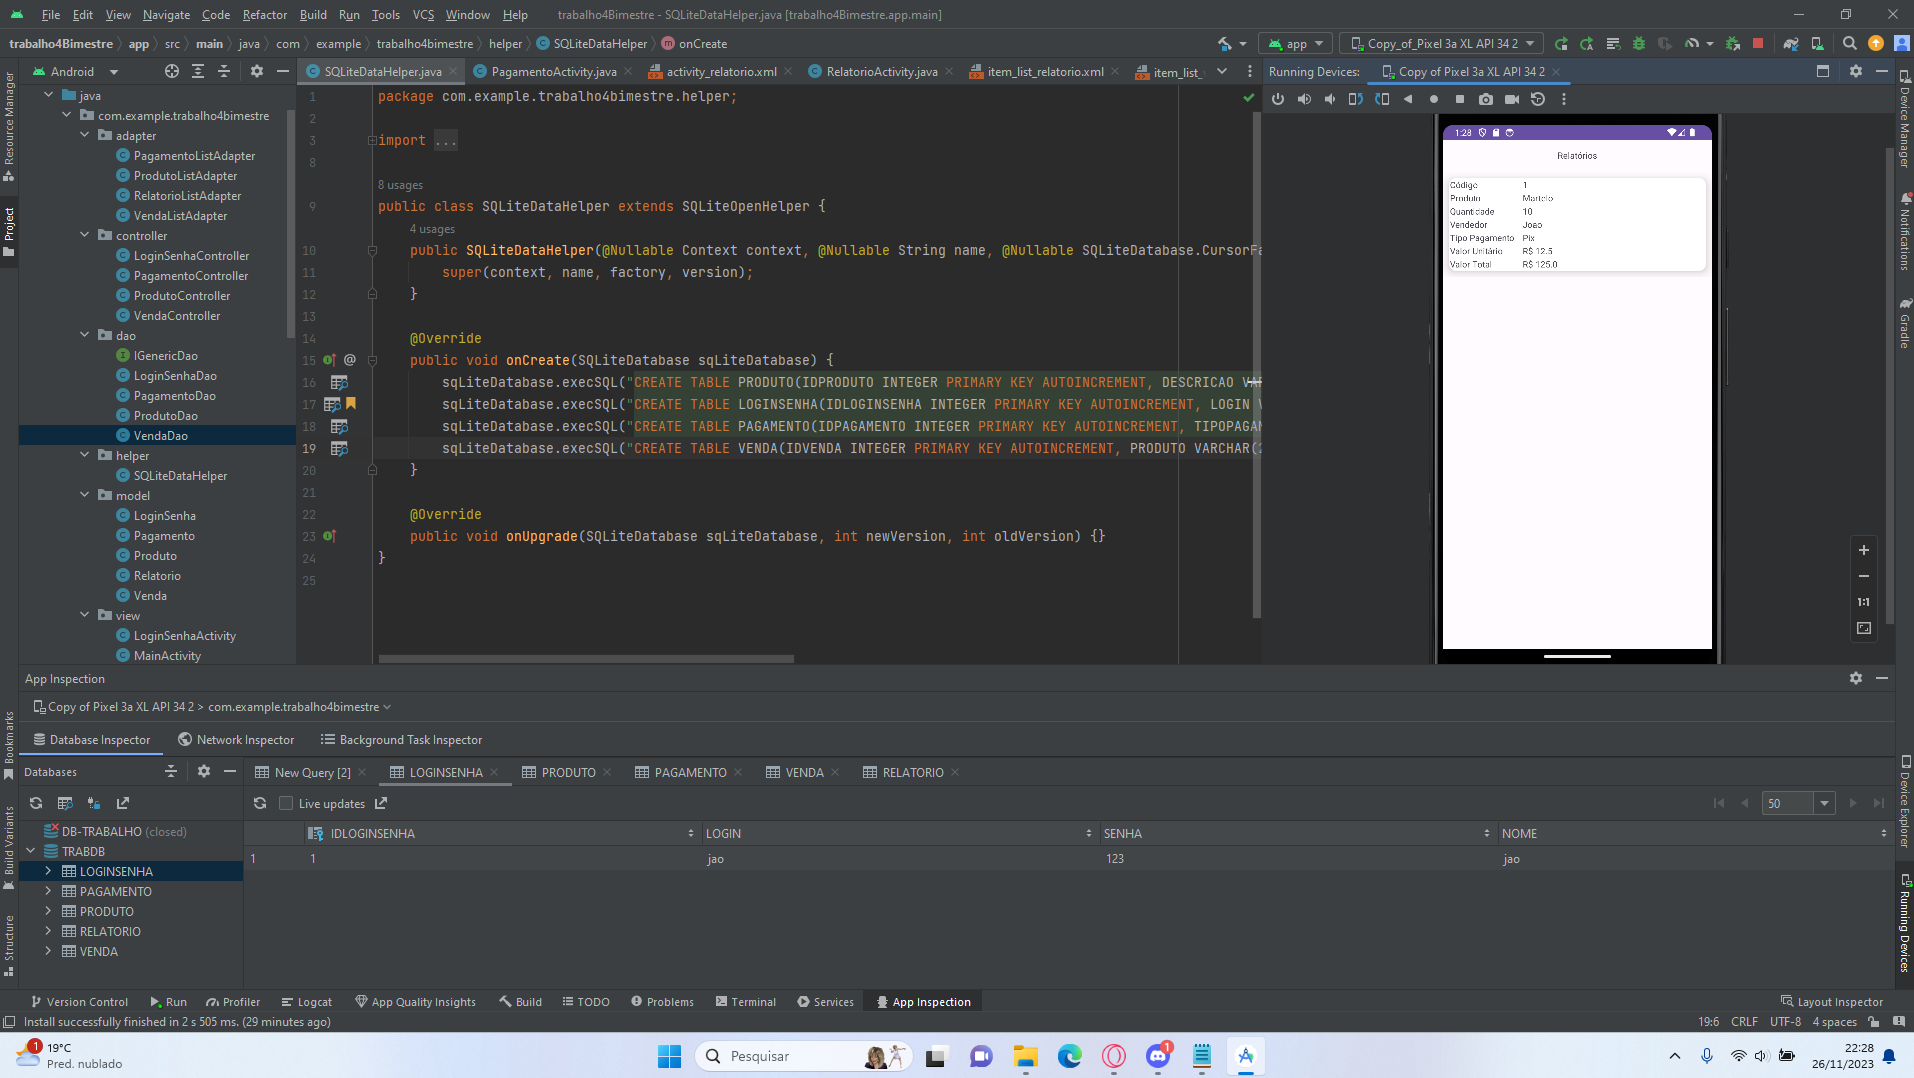 File Edit View Navigate Code Refactor Build Run Tools VCS Window Help trabalho4Bimestre - SQLiteDataHelper.java [trabalho4Bimestre.app.main]
trabalho4Bimestre app src main java com example trabalho4bimestre helper SQLiteDataHelper onCreate
app Copy_of_Pixel 3a XL API 34 2
Android
SQLiteDataHelper.java PagamentoActivity.java activity_relatorio.xml RelatorioActivity.java item_list_relatorio.xml item_list_
Running Devices: Copy of Pixel 3a XL API 34 2
Resource Manager
Project
Bookmarks
Build Variants
Structure
java
com.example.trabalho4bimestre
adapter
PagamentoListAdapter
ProdutoListAdapter
RelatorioListAdapter
VendaListAdapter
controller
LoginSenhaController
PagamentoController
ProdutoController
VendaController
dao
IGenericDao
LoginSenhaDao
PagamentoDao
ProdutoDao
VendaDao
helper
SQLiteDataHelper
model
LoginSenha
Pagamento
Produto
Relatorio
Venda
view
LoginSenhaActivity
MainActivity
1 package com.example.trabalho4bimestre.helper;
2
3 import ...
8
8 usages
9 public class SQLiteDataHelper extends SQLiteOpenHelper {
4 usages
10 public SQLiteDataHelper(@Nullable Context context, @Nullable String name, @Nullable SQLiteDatabase.CursorFa
11 super(context, name, factory, version);
12 }
13
14 @Override
15 @ public void onCreate(SQLiteDatabase sqLiteDatabase) {
16 sqLiteDatabase.execSQL("CREATE TABLE PRODUTO(IDPRODUTO INTEGER PRIMARY KEY AUTOINCREMENT, DESCRICAO VAR
17 sqLiteDatabase.execSQL("CREATE TABLE LOGINSENHA(IDLOGINSENHA INTEGER PRIMARY KEY AUTOINCREMENT, LOGIN V
18 sqLiteDatabase.execSQL("CREATE TABLE PAGAMENTO(IDPAGAMENTO INTEGER PRIMARY KEY AUTOINCREMENT, TIPOPAGAM
19 sqLiteDatabase.execSQL("CREATE TABLE VENDA(IDVENDA INTEGER PRIMARY KEY AUTOINCREMENT, PRODUTO VARCHAR(2
20 }
21
22 @Override
23 public void onUpgrade(SQLiteDatabase sqLiteDatabase, int newVersion, int oldVersion) {}
24 }
25
1:28
Relatórios
Código 1
Produto Martelo
Quantidade 10
Vendedor Joao
Tipo Pagamento Pix
Valor Unitário R$ 12.5
Valor Total R$ 125.0
1:1
Device Manager
Notifications
Gradle
Device Explorer
Running Devices
App Inspection
Copy of Pixel 3a XL API 34 2 > com.example.trabalho4bimestre
Database Inspector Network Inspector Background Task Inspector
Databases
New Query [2] LOGINSENHA PRODUTO PAGAMENTO VENDA RELATORIO
Live updates 50
DB-TRABALHO (closed)
TRABDB
LOGINSENHA
PAGAMENTO
PRODUTO
RELATORIO
VENDA
IDLOGINSENHA LOGIN SENHA NOME
1 1 jao 123 jao
Version Control Run Profiler Logcat App Quality Insights Build TODO Problems Terminal Services App Inspection Layout Inspector
Install successfully finished in 2 s 505 ms. (29 minutes ago) 19:6 CRLF UTF-8 4 spaces
1 19°C
Pred. nublado
Pesquisar
1
22:28
26/11/2023